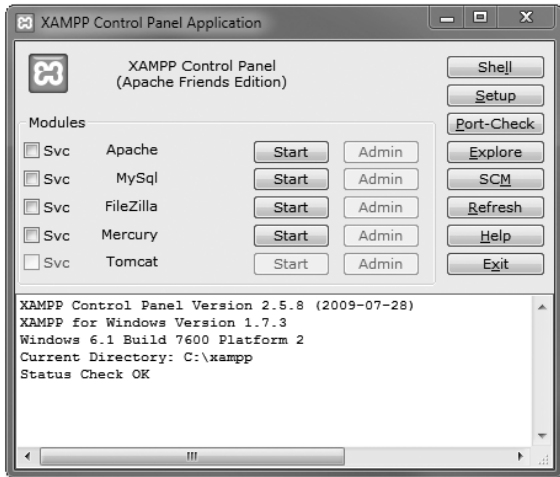 XAMPP Control Panel Application
XAMPP Control Panel
(Apache Friends Edition)
Shell
Setup
Port-Check
Modules
Svc Apache Start Admin Explore
Svc MySql Start Admin SCM
Svc FileZilla Start Admin Refresh
Svc Mercury Start Admin Help
Svc Tomcat Start Admin Exit
XAMPP Control Panel Version 2.5.8 (2009-07-28)
XAMPP for Windows Version 1.7.3
Windows 6.1 Build 7600 Platform 2
Current Directory: C:\xampp
Status Check OK